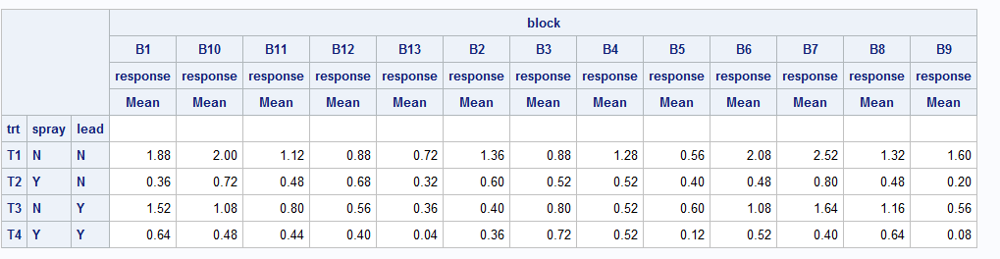 block
B1 B10 B11 B12 B13 B2 B3 B4 B5 B6 B7 B8 B9
response response response response response response response response response response response response response
Mean Mean Mean Mean Mean Mean Mean Mean Mean Mean Mean Mean Mean
trt spray lead
T1 N N 1.88 2.00 1.12 0.88 0.72 1.36 0.88 1.28 0.56 2.08 2.52 1.32 1.60
T2 Y N 0.36 0.72 0.48 0.68 0.32 0.60 0.52 0.52 0.40 0.48 0.80 0.48 0.20
T3 N Y 1.52 1.08 0.80 0.56 0.36 0.40 0.80 0.52 0.60 1.08 1.64 1.16 0.56
T4 Y Y 0.64 0.48 0.44 0.40 0.04 0.36 0.72 0.52 0.12 0.52 0.40 0.64 0.08